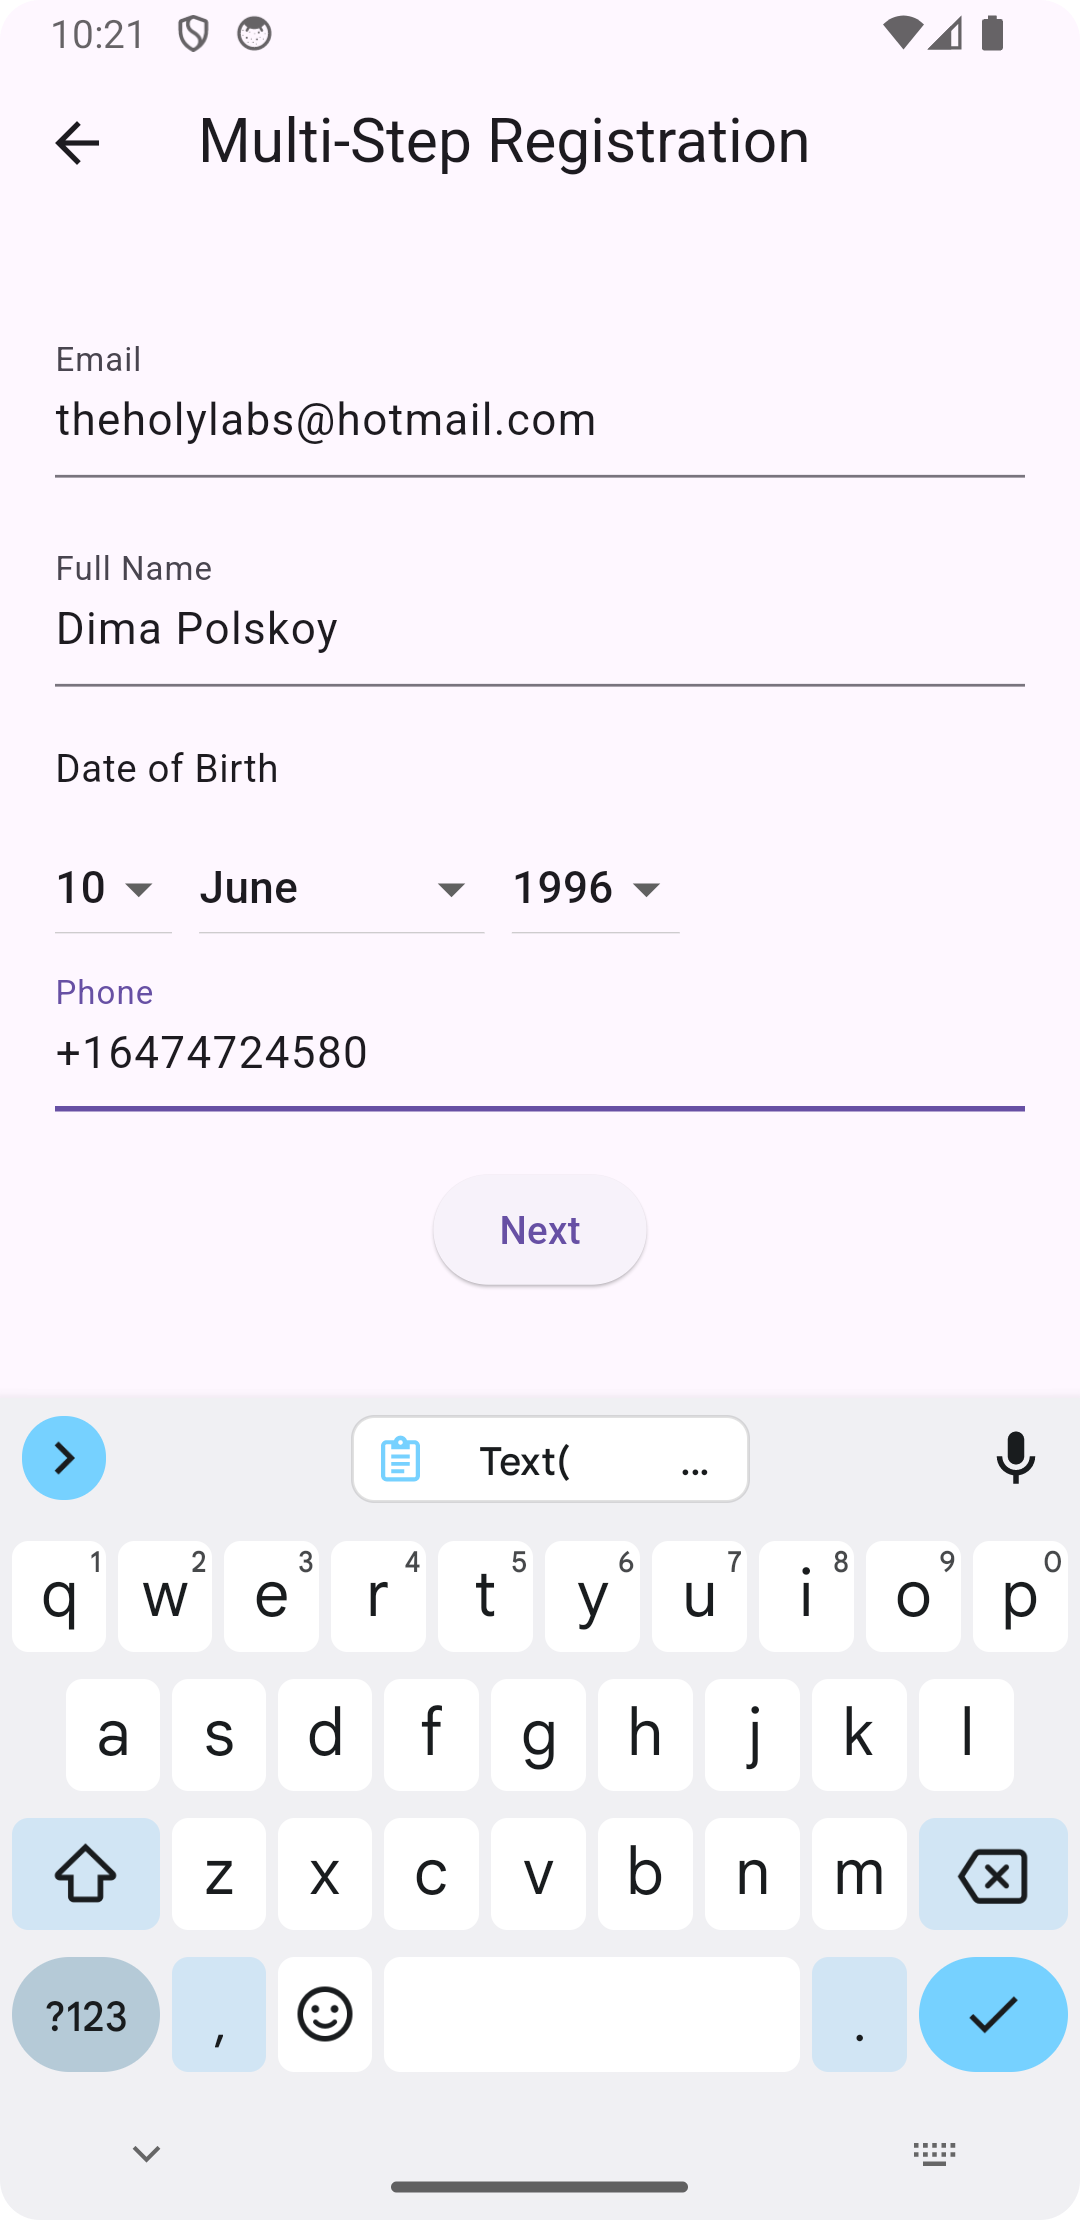 10:21
Multi-Step Registration
Email
theholylabs@hotmail.com
Full Name
Dima Polskoy
Date of Birth
10 June 1996
Phone
+16474724580
Next
Text( ...
q 1 w 2 e 3 r 4 t 5 y 6 u 7 i 8 o 9 p 0
a s d f g h j k l
z x c v b n m
?123 , .